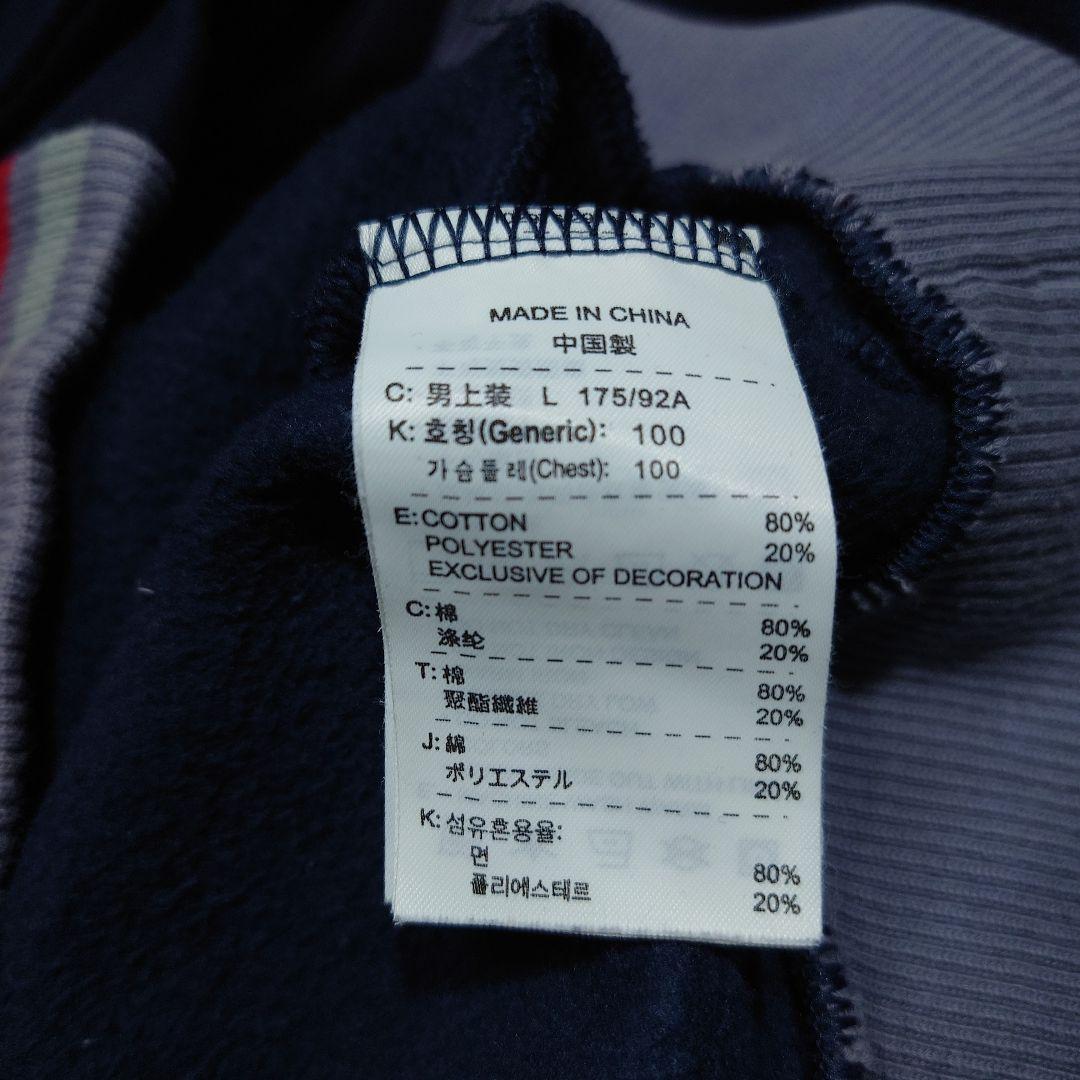 MADE IN CHINA
中国製
C: 男上装 L 175/92A
K: 호칭(Generic): 100
가슴둘레(Chest): 100
E: COTTON 80%
POLYESTER 20%
EXCLUSIVE OF DECORATION
C: 棉 80%
涤纶 20%
T: 棉 80%
聚酯纖維 20%
J: 綿 80%
ポリエステル 20%
K: 섬유혼용율:
면 80%
폴리에스테르 20%